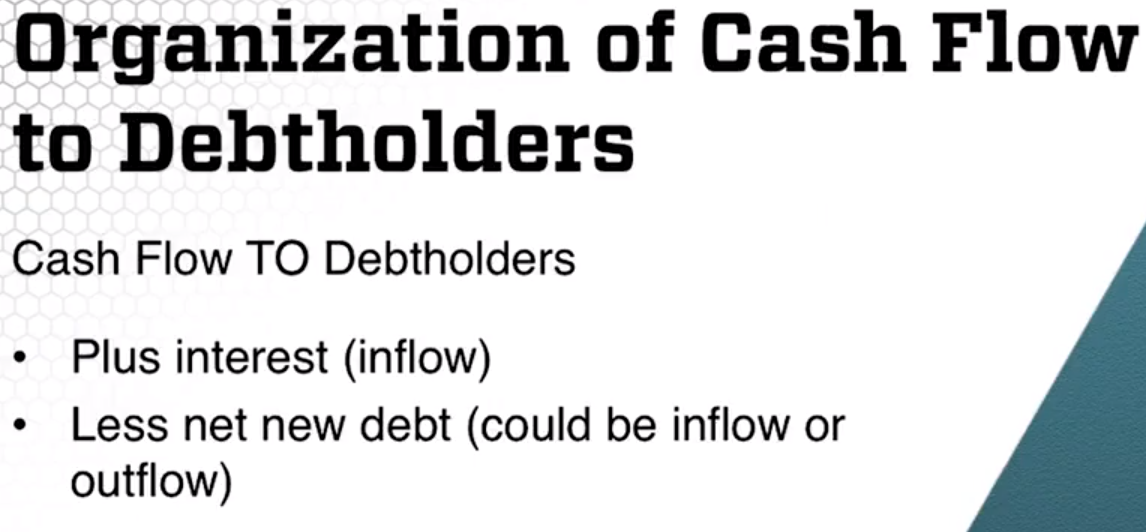 Organization of Cash Flow
to Debtholders
Cash Flow TO Debtholders
• Plus interest (inflow)
• Less net new debt (could be inflow or
outflow)